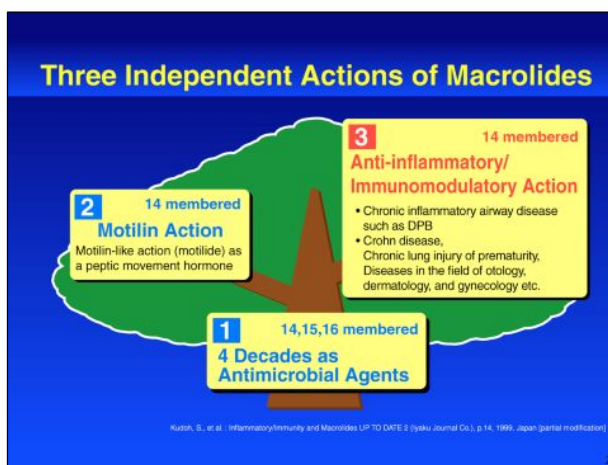 Three Independent Actions of Macrolides
3
14 membered
Anti-inflammatory/
Immunomodulatory Action
• Chronic inflammatory airway disease
such as DPB
• Crohn disease,
Chronic lung injury of prematurity,
Diseases in the field of otology,
dermatology, and gynecology etc.
2
14 membered
Motilin Action
Motilin-like action (motilide) as
a peptic movement hormone
1
14,15,16 membered
4 Decades as
Antimicrobial Agents
Kudoh, S., et al. : Inflammatory/Immunity and Macrolides UP TO DATE 2 (Iyaku Journal Co.), p.14, 1999, Japan [partial modification]